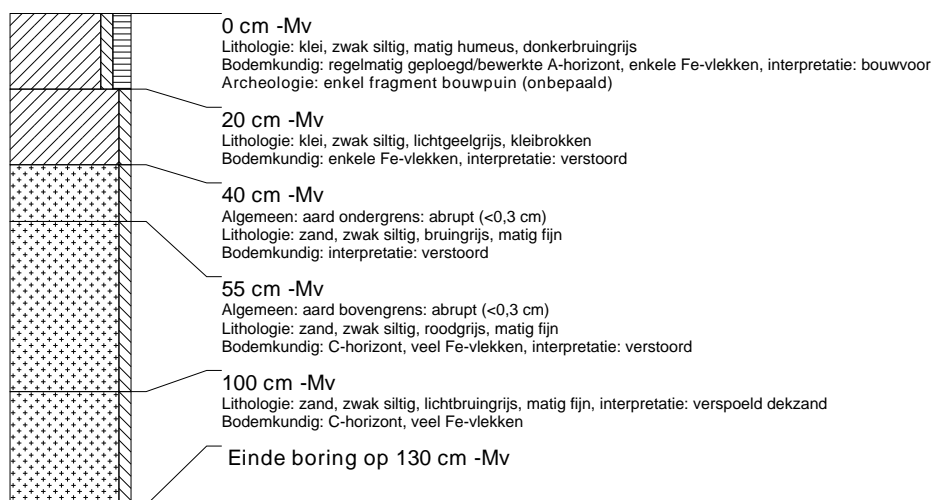 0 cm -Mv
Lithologie: klei, zwak siltig, matig humeus, donkerbruingrijs
Bodemkundig: regelmatig geploegd/bewerkte A-horizont, enkele Fe-vlekken, interpretatie: bouwvoor
Archeologie: enkel fragment bouwpuin (onbepaald)
20 cm -Mv
Lithologie: klei, zwak siltig, lichtgeelgrijs, kleibrokken
Bodemkundig: enkele Fe-vlekken, interpretatie: verstoord
40 cm -Mv
Algemeen: aard ondergrens: abrupt (<0,3 cm)
Lithologie: zand, zwak siltig, bruingrijs, matig fijn
Bodemkundig: interpretatie: verstoord
55 cm -Mv
Algemeen: aard bovengrens: abrupt (<0,3 cm)
Lithologie: zand, zwak siltig, roodgrijs, matig fijn
Bodemkundig: C-horizont, veel Fe-vlekken, interpretatie: verstoord
100 cm -Mv
Lithologie: zand, zwak siltig, lichtbruingrijs, matig fijn, interpretatie: verspoeld dekzand
Bodemkundig: C-horizont, veel Fe-vlekken
Einde boring op 130 cm -Mv